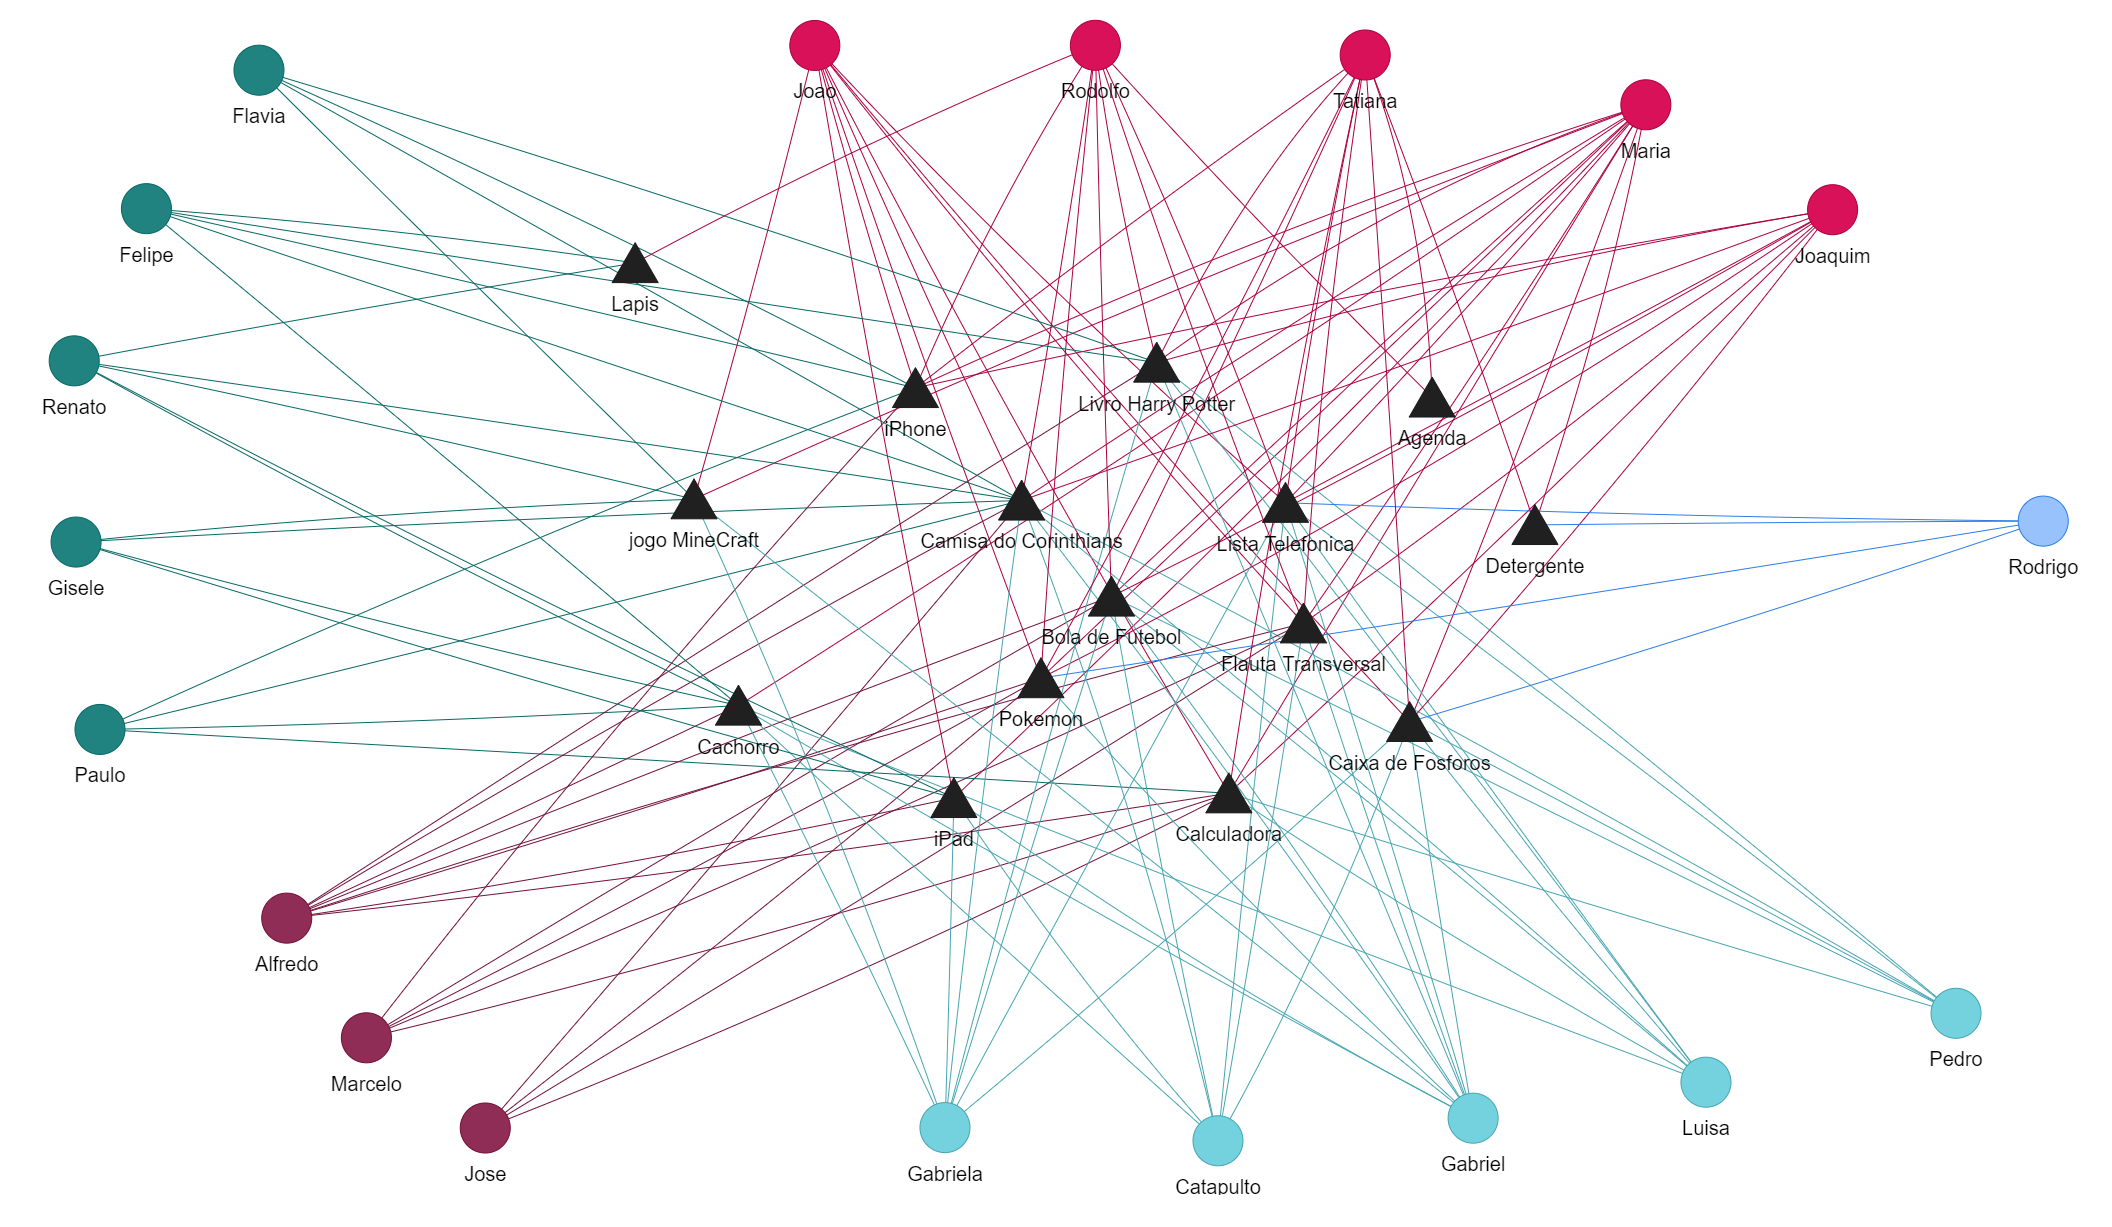 Joao
Rodolfo
Tatiana
Flavia
Maria
Felipe
Joaquim
Lapis
Renato
Livro Harry Potter
iPhone
Agenda
jogo MineCraft
Camisa do Corinthians
Lista Telefonica
Detergente
Rodrigo
Gisele
Bola de Futebol
Flauta Transversal
Pokemon
Cachorro
Caixa de Fosforos
Paulo
iPad
Calculadora
Alfredo
Pedro
Marcelo
Luisa
Jose
Gabriela
Gabriel
Catapulto